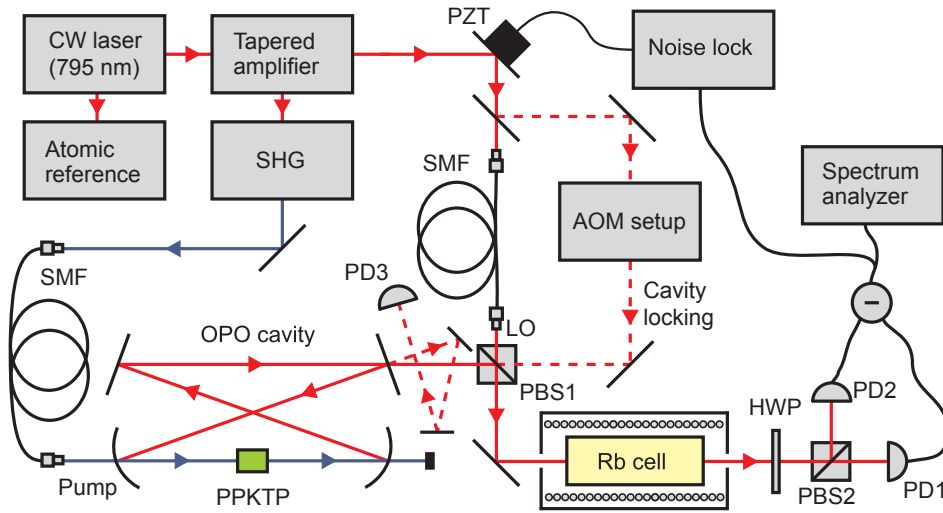 PZT
CW laser
(795 nm)
Tapered
amplifier
Noise lock
Atomic
reference
SHG
SMF
AOM setup
Spectrum
analyzer
SMF
PD3
Cavity
locking
LO
OPO cavity
PBS1
PD2
HWP
Rb cell
Pump
PPKTP
PBS2
PD1
−